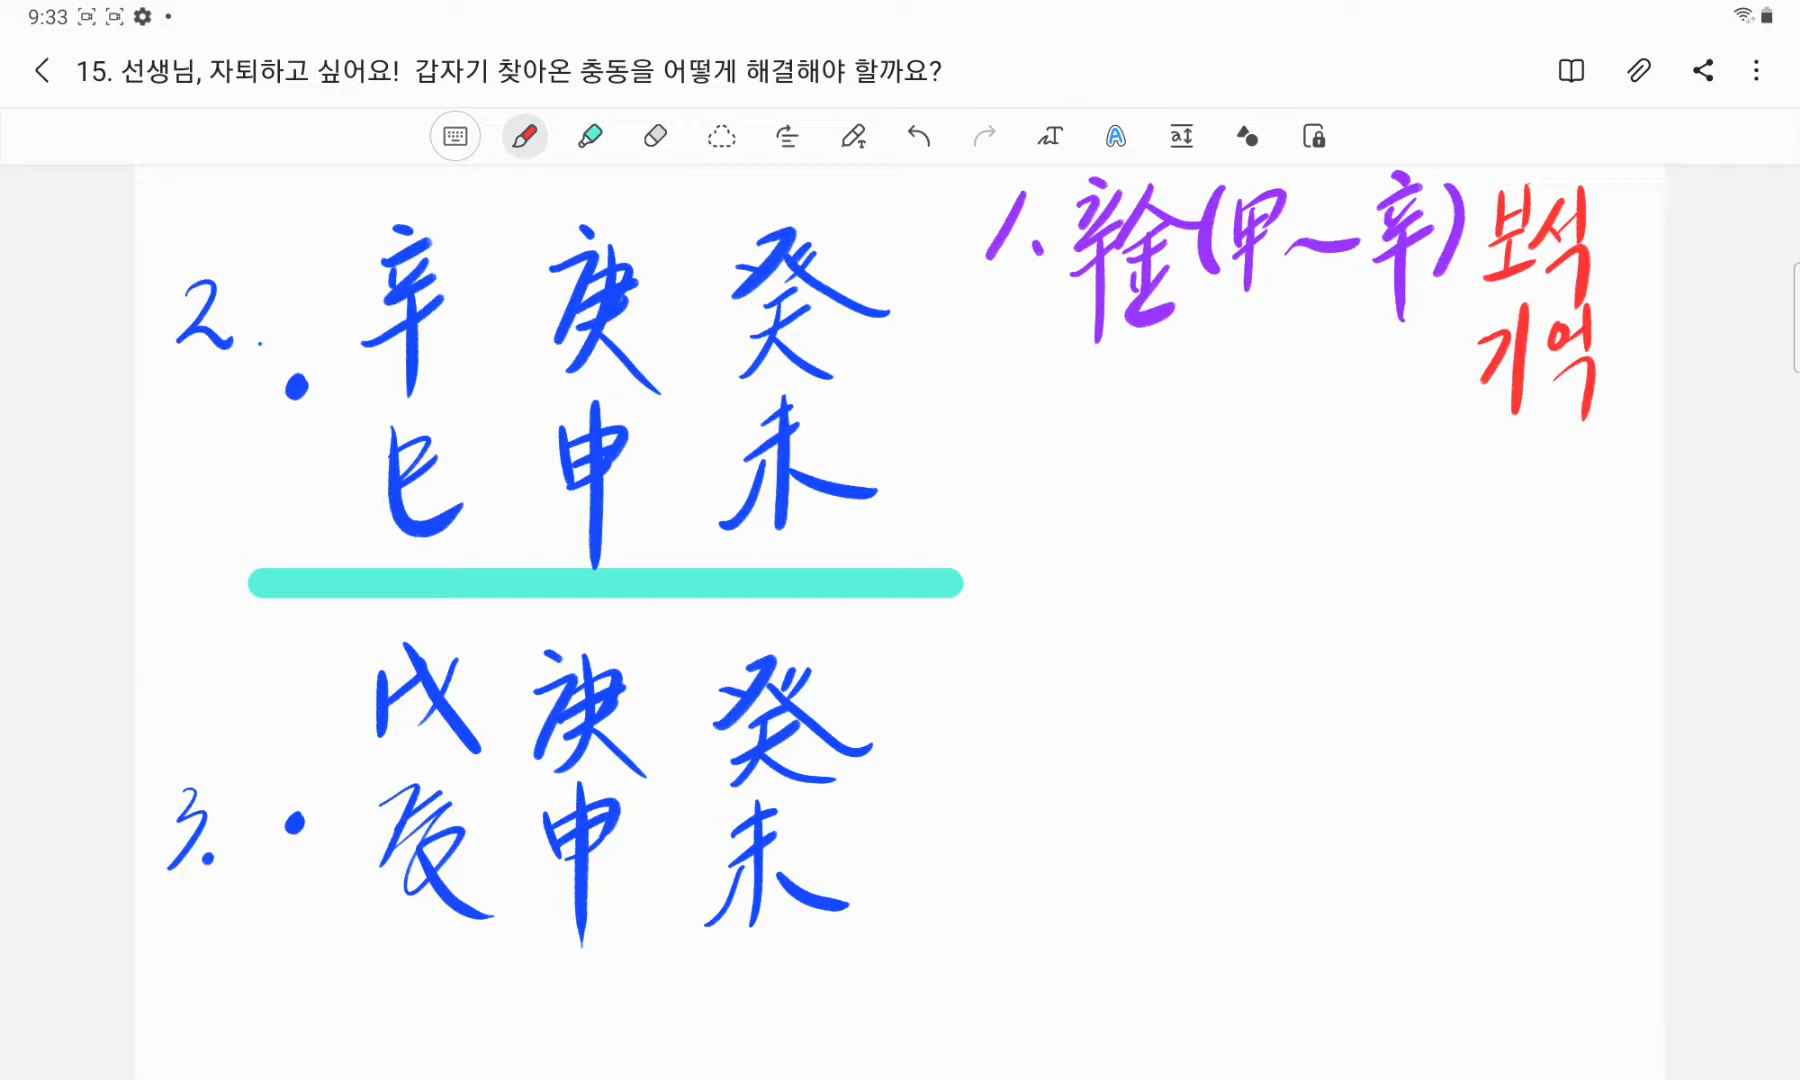 9:33
15. 선생님, 자퇴하고 싶어요! 갑자기 찾아온 충동을 어떻게 해결해야 할까요?
1. 辛金(甲~辛) 보석
기억
2. 辛 庚 癸
巳 申 未
戊 庚 癸
3. 辰 申 未